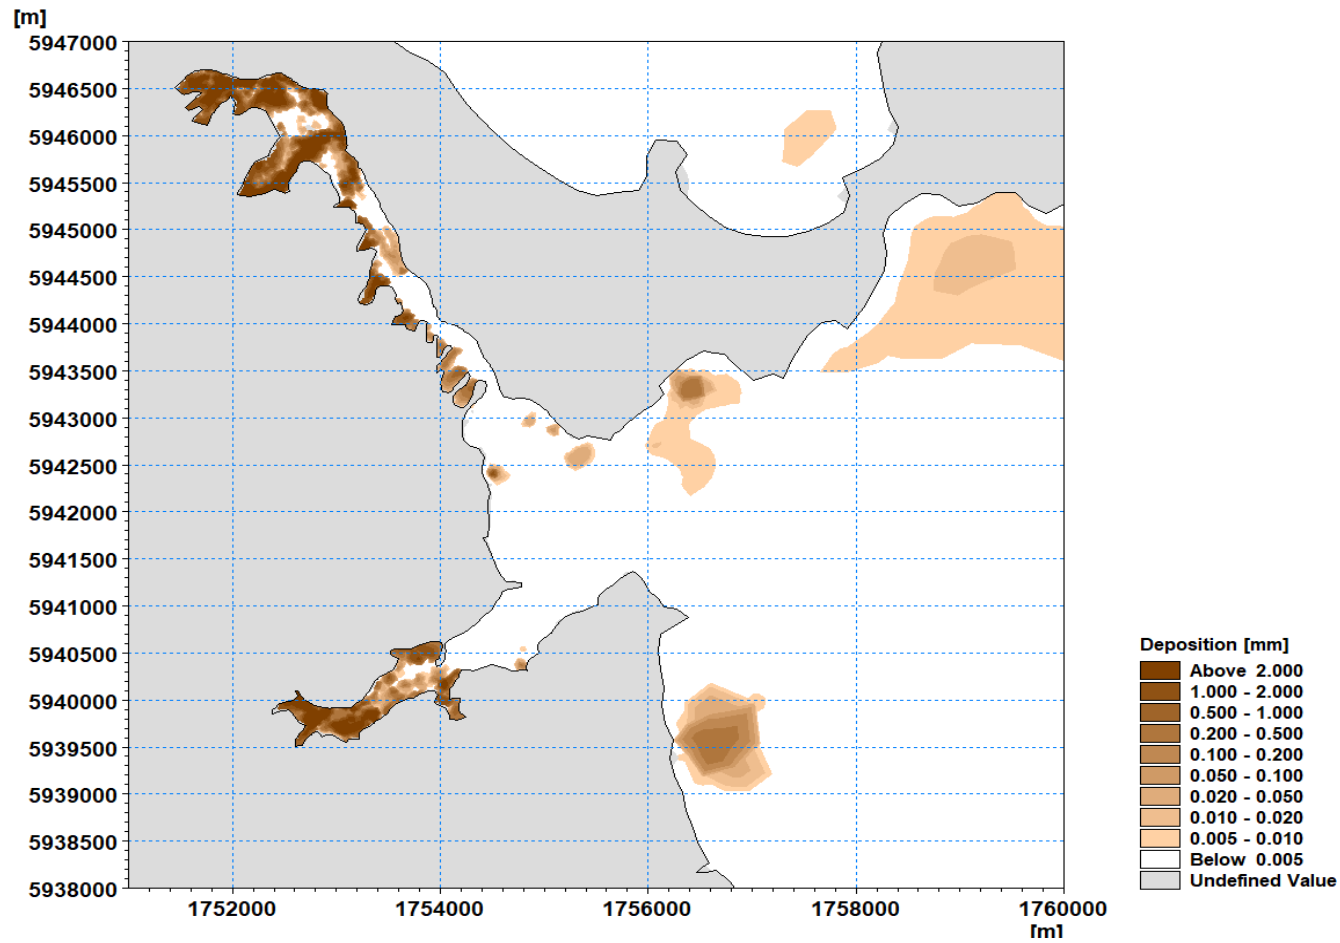 [m]
5947000
5946500
5946000
5945500
5945000
5944500
5944000
5943500
5943000
5942500
5942000
5941500
5941000
5940500
5940000
5939500
5939000
5938500
5938000
1752000 1754000 1756000 1758000 1760000
[m]
Deposition [mm]
Above 2.000
1.000 - 2.000
0.500 - 1.000
0.200 - 0.500
0.100 - 0.200
0.050 - 0.100
0.020 - 0.050
0.010 - 0.020
0.005 - 0.010
Below 0.005
Undefined Value